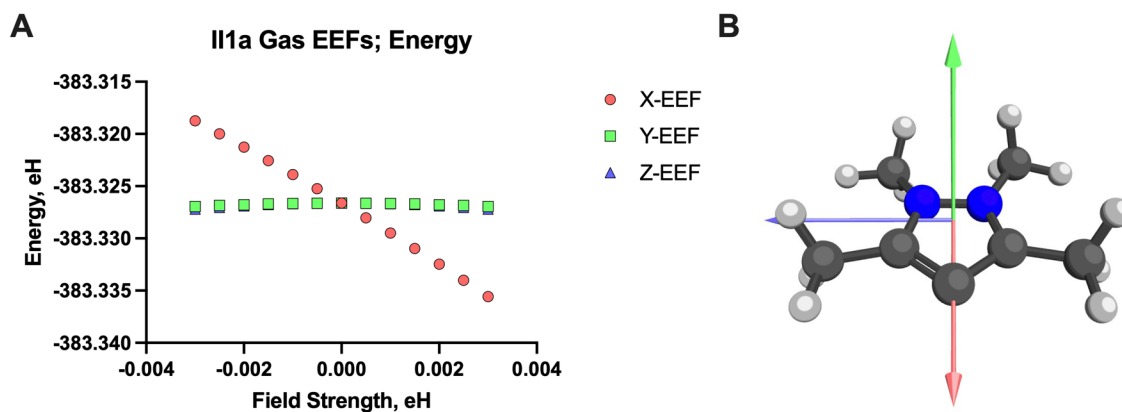 A
B
Il1a Gas EEFs; Energy
-383.315
-383.320
-383.325
-383.330
-383.335
-383.340
Energy, eH
-0.004
-0.002
0.000
0.002
0.004
Field Strength, eH
X-EEF
Y-EEF
Z-EEF